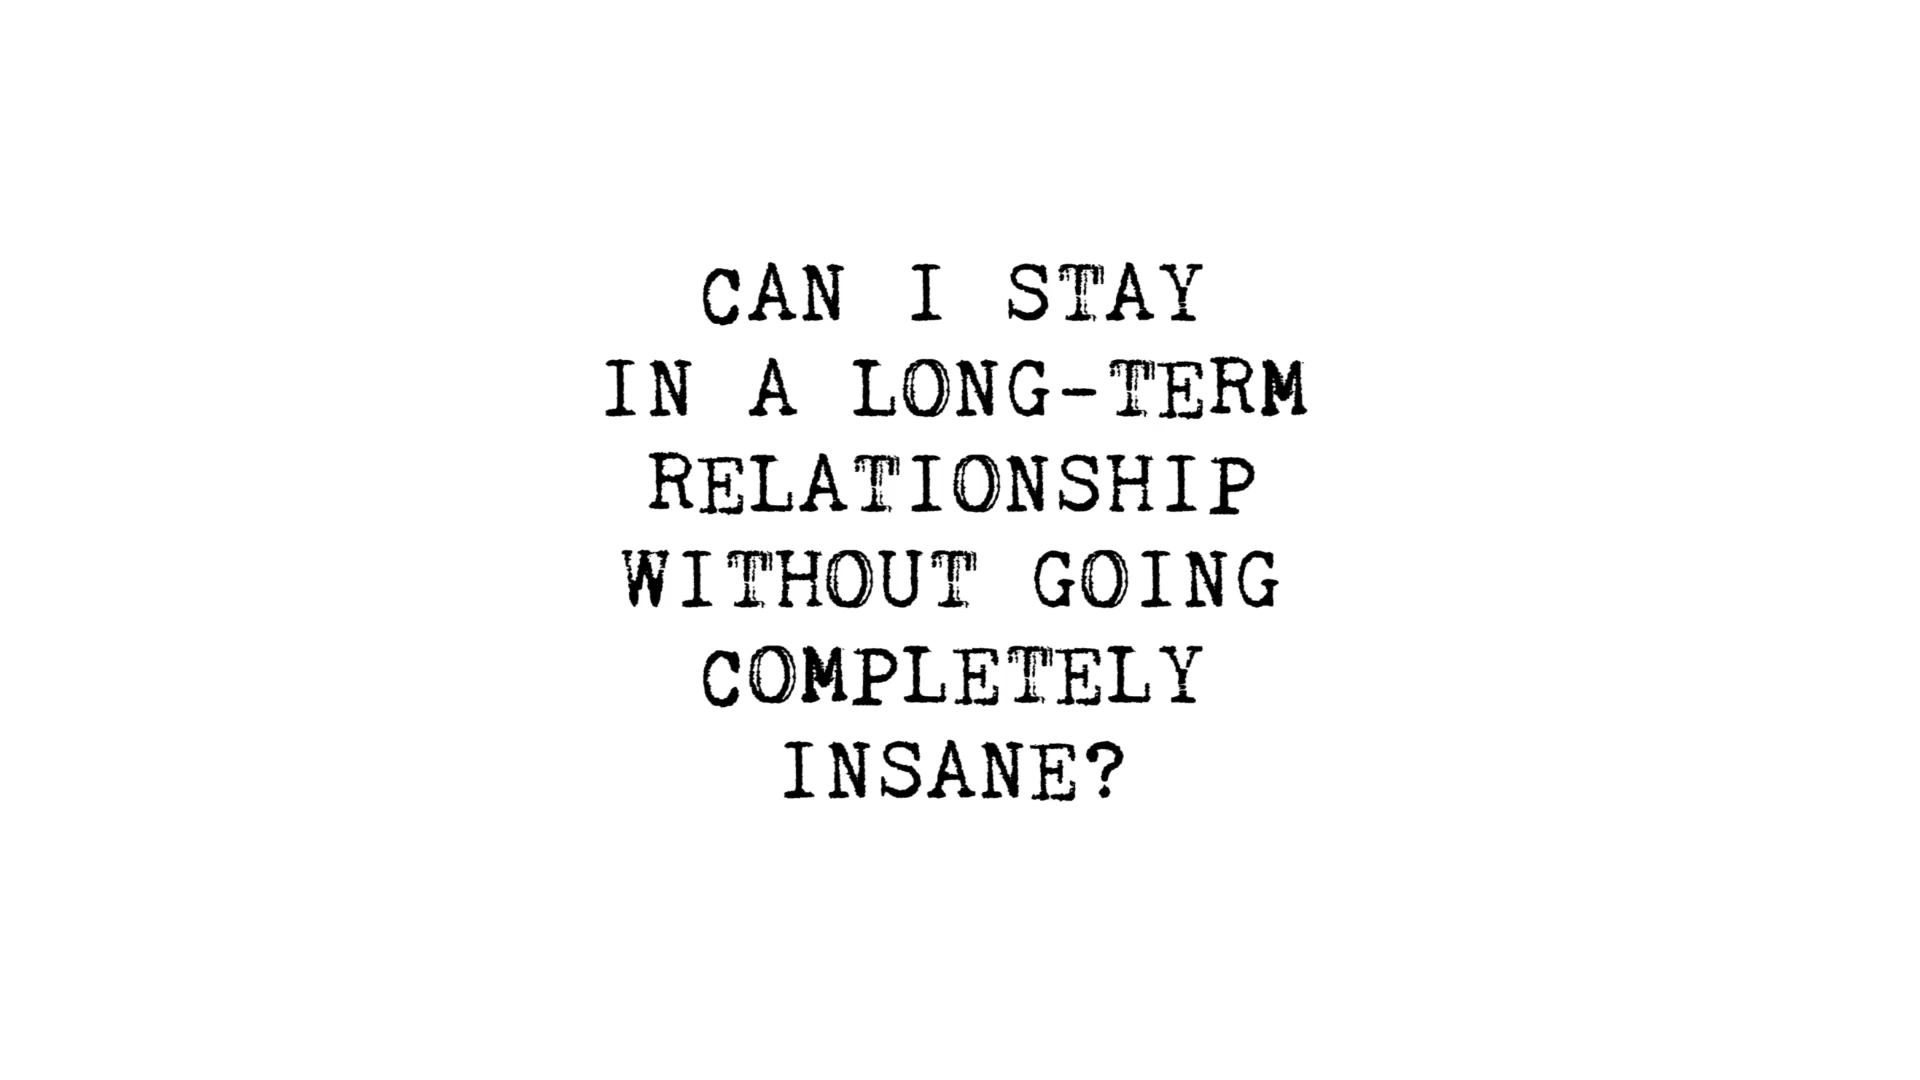 CAN I STAY
IN A LONG-TERM
RELATIONSHIP
WITHOUT GOING
COMPLETELY
INSANE?